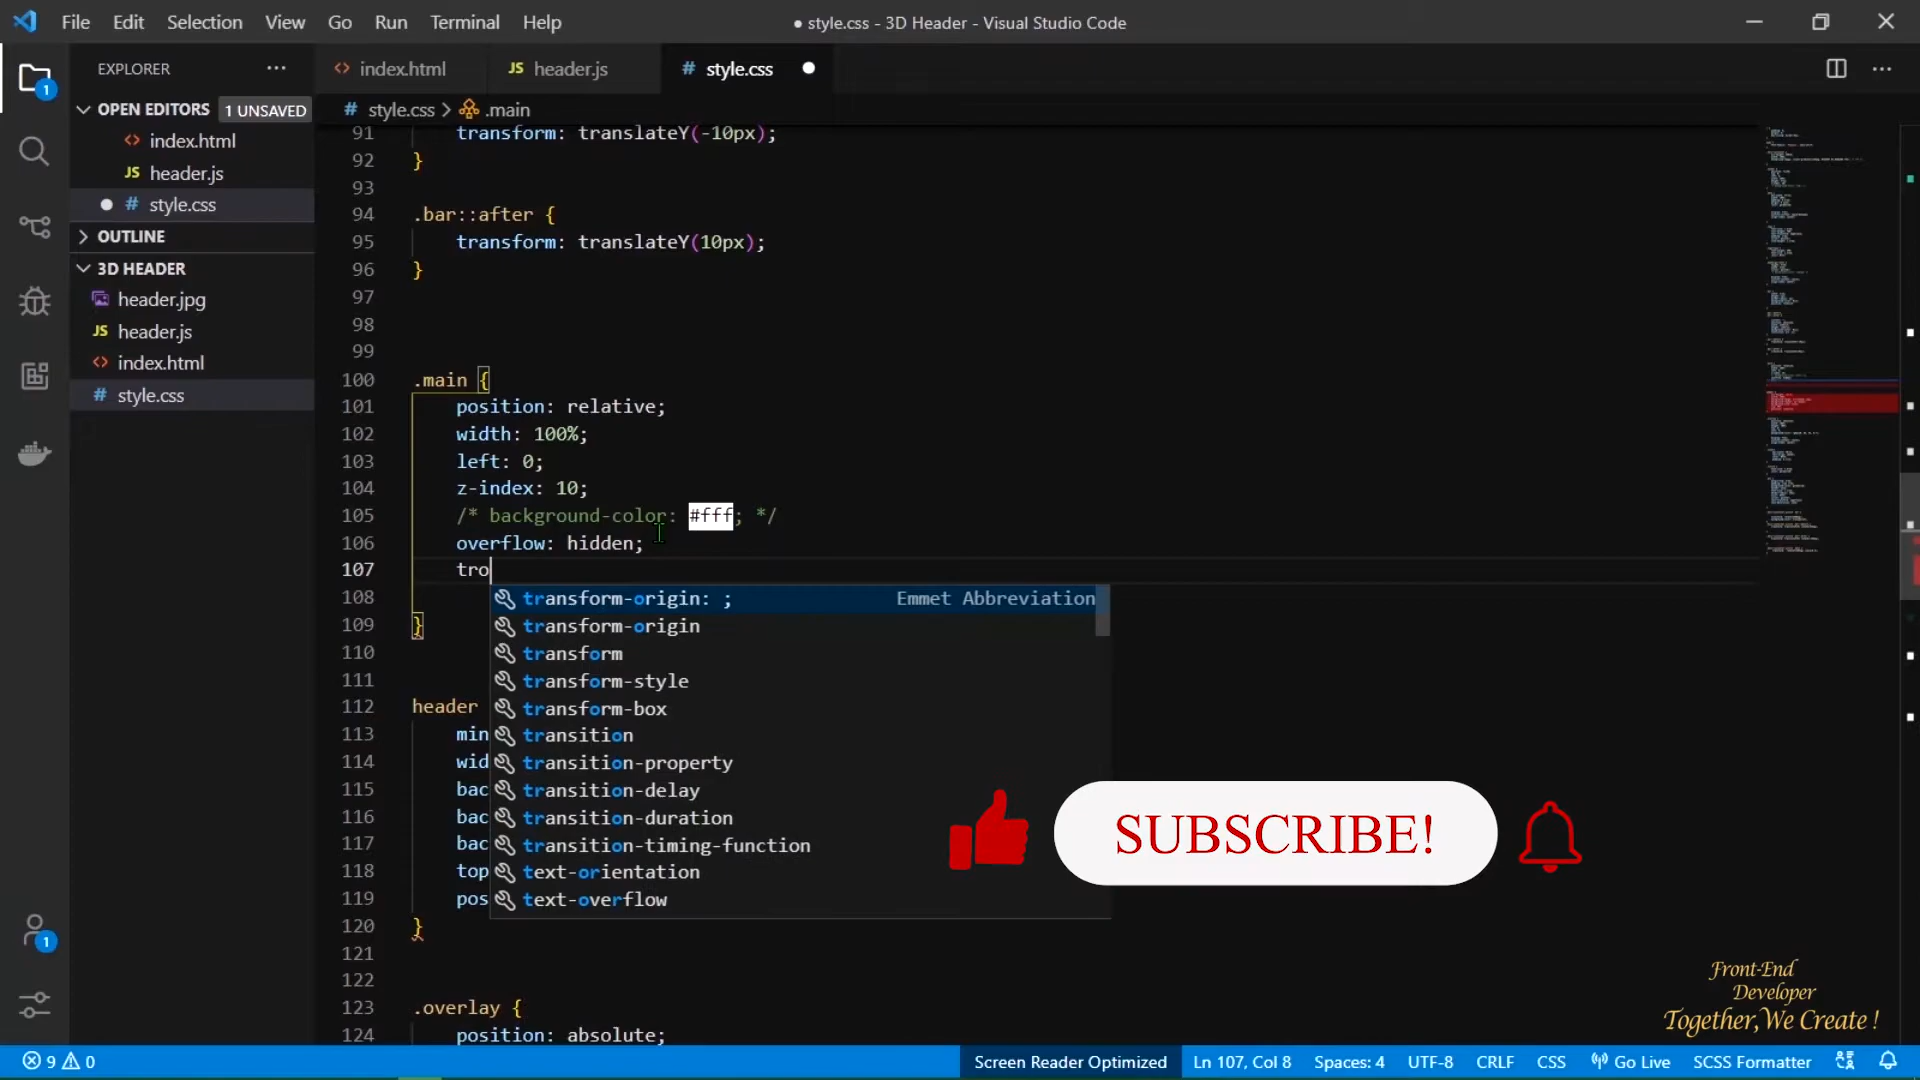 File Edit Selection View Go Run Terminal Help
● style.css - 3D Header - Visual Studio Code
1
EXPLORER ···
OPEN EDITORS 1 UNSAVED
<> index.html
JS header.js
● # style.css
OUTLINE
3D HEADER
header.jpg
JS header.js
<> index.html
# style.css
1
<> index.html JS header.js # style.css ●
# style.css > .main
91 transform: translateY(-10px);
92 }
93
94 .bar::after {
95 transform: translateY(10px);
96 }
97
98
99
100 .main {
101 position: relative;
102 width: 100%;
103 left: 0;
104 z-index: 10;
105 /* background-color: #fff; */
106 overflow: hidden;
107 tro
108
109 }
110
111
112 header
113 min
114 wid
115 bac
116 bac
117 bac
118 top
119 pos
120 }
121
122
123 .overlay {
124 position: absolute;
transform-origin: ; Emmet Abbreviation
transform-origin
transform
transform-style
transform-box
transition
transition-property
transition-delay
transition-duration
transition-timing-function
text-orientation
text-overflow
SUBSCRIBE!
Front-End
Developer
Together,We Create !
9 0 Screen Reader Optimized Ln 107, Col 8 Spaces: 4 UTF-8 CRLF CSS Go Live SCSS Formatter